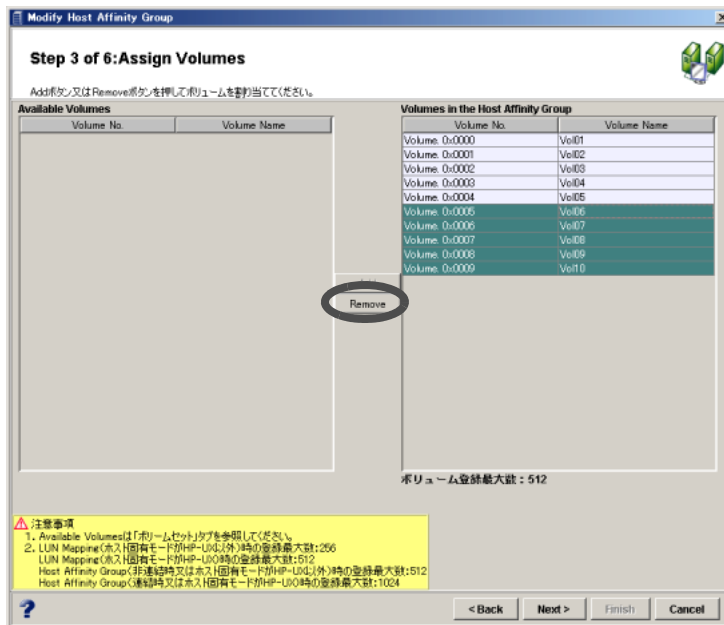 Modify Host Affinity Group
Step 3 of 6:Assign Volumes
Addボタン又はRemoveボタンを押してボリュームを割り当ててください。
Available Volumes
Volume No. Volume Name
Volumes in the Host Affinity Group
Volume No. Volume Name
Volume. 0x0000 Vol01
Volume. 0x0001 Vol02
Volume. 0x0002 Vol03
Volume. 0x0003 Vol04
Volume. 0x0004 Vol05
Volume. 0x0005 Vol06
Volume. 0x0006 Vol07
Volume. 0x0007 Vol08
Volume. 0x0008 Vol09
Volume. 0x0009 Vol10
Remove
ボリューム登録最大数：512
注意事項
1. Available Volumesは「ボリームセット」タブを参照してください。
2. LUN Mapping(ホスト固有モードがHP-UX以外)時の登録最大数:256
LUN Mapping(ホスト固有モードがHP-UX)時の登録最大数:512
Host Affinity Group(非連結時又はホスト固有モードがHP-UX以外)時の登録最大数:512
Host Affinity Group(連結時又はホスト固有モードがHP-UX)時の登録最大数:1024
?
< Back Next > Finish Cancel